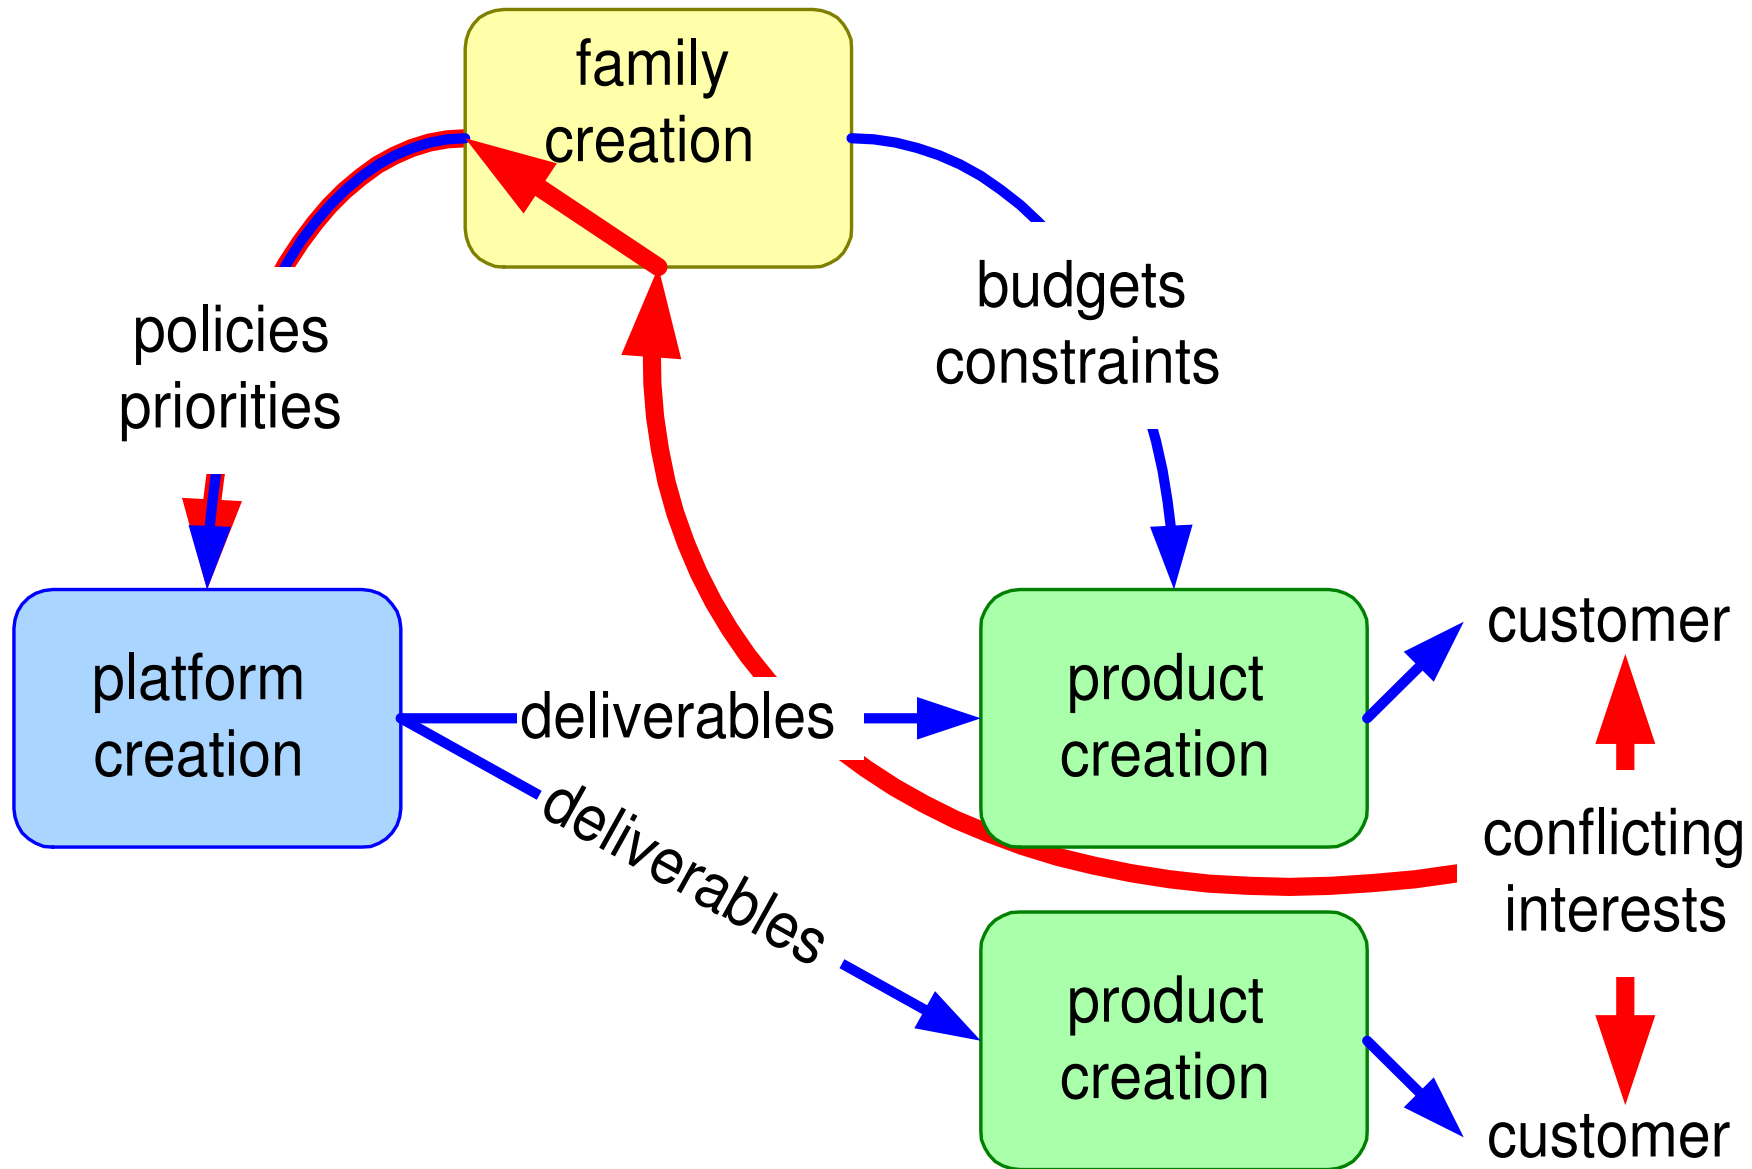 family
creation
policies
priorities
budgets
constraints
platform
creation
deliverables
product
creation
customer
deliverables
conflicting
interests
product
creation
customer